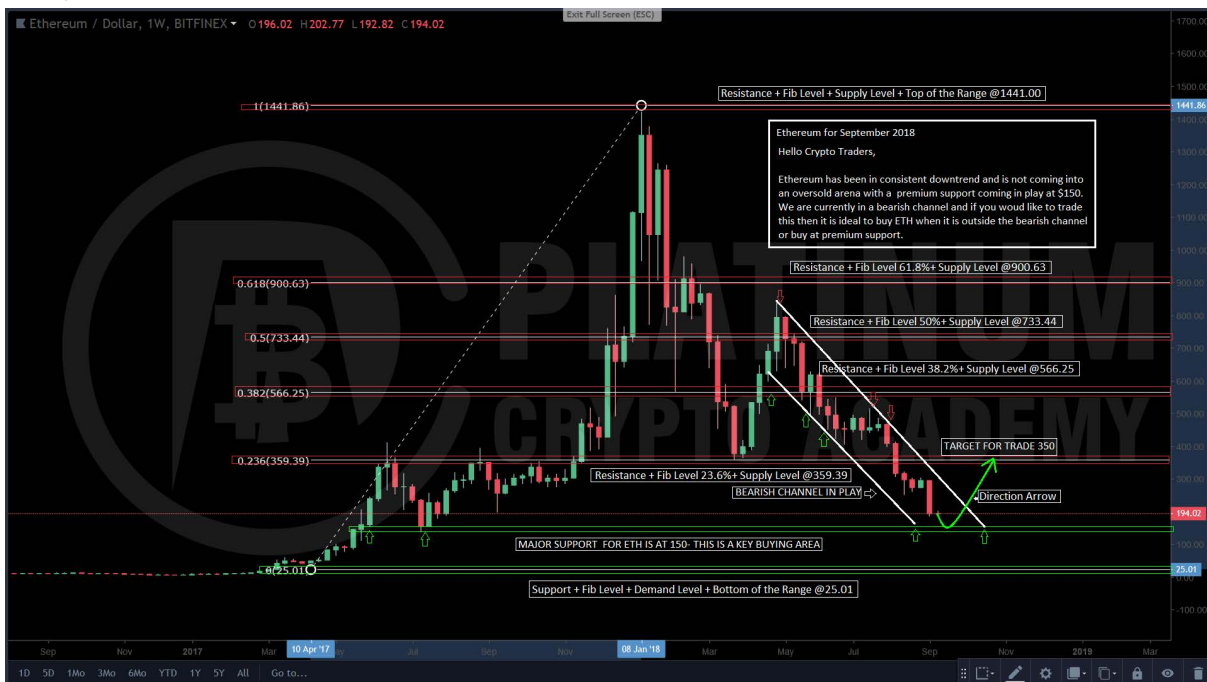 Exit Full Screen (ESC)
Ethereum / Dollar, 1W, BITFINEX O196.02 H202.77 L192.82 C194.02
1700.00
1600.00
1500.00
Resistance + Fib Level + Supply Level + Top of the Range @1441.00
1(1441.86)
1441.86
1400.00
Ethereum for September 2018
Hello Crypto Traders,
Ethereum has been in consistent downtrend and is not coming into
an oversold arena with a premium support coming in play at $150.
We are currently in a bearish channel and if you woud like to trade
this then it is ideal to buy ETH when it is outside the bearish channel
or buy at premium support.
1300.00
1200.00
1100.00
1000.00
PLATINUM
CRYPTO ACADEMY
Resistance + Fib Level 61.8%+ Supply Level @900.63
0.618(900.63)
900.00
800.00
Resistance + Fib Level 50%+ Supply Level @733.44
0.5(733.44)
700.00
Resistance + Fib Level 38.2%+ Supply Level @566.25
600.00
0.382(566.25)
500.00
TARGET FOR TRADE 350
400.00
0.236(359.39)
Resistance + Fib Level 23.6%+ Supply Level @359.39
300.00
BEARISH CHANNEL IN PLAY
Direction Arrow
194.02
MAJOR SUPPORT FOR ETH IS AT 150- THIS IS A KEY BUYING AREA
100.00
0(25.01)
25.01
0.00
Support + Fib Level + Demand Level + Bottom of the Range @25.01
-100.00
Sep Nov 2017 Mar 10 Apr '17 Jul Sep Nov 08 Jan '18 Mar May Jul Sep Nov 2019 Mar
1D 5D 1Mo 3Mo 6Mo YTD 1Y 5Y All Go to...